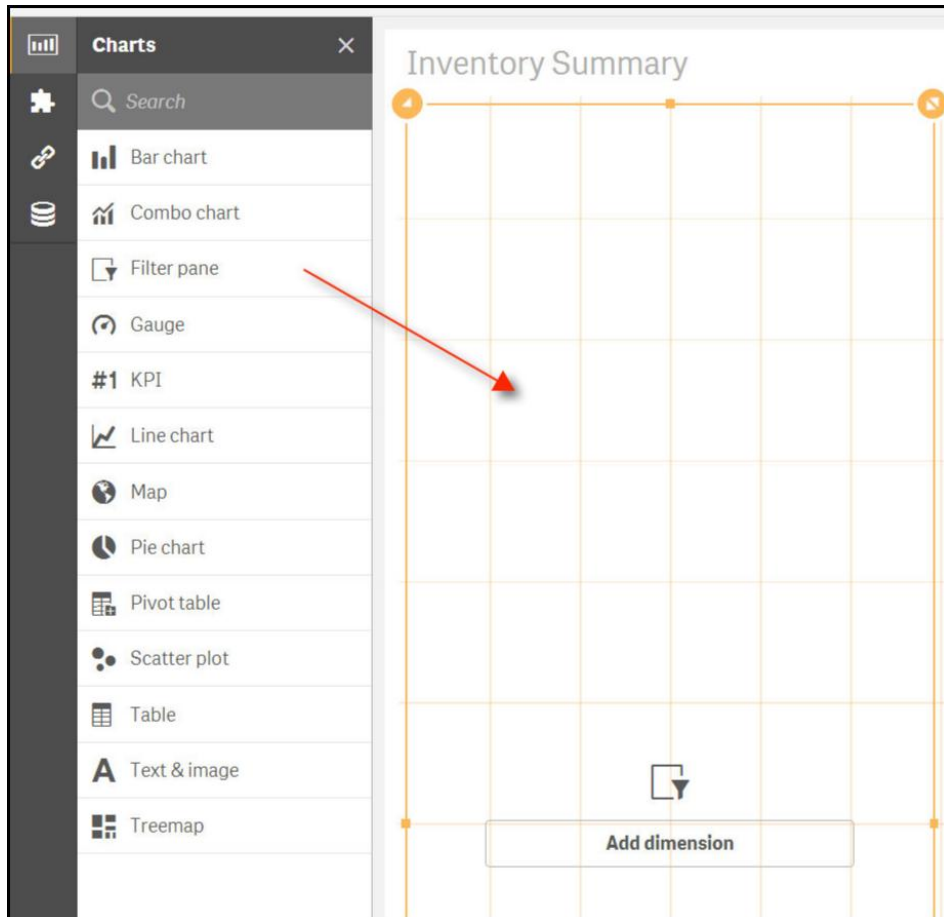 Charts
Search
Bar chart
Combo chart
Filter pane
Gauge
#1 KPI
Line chart
Map
Pie chart
Pivot table
Scatter plot
Table
A Text & image
Treemap
Inventory Summary
Add dimension